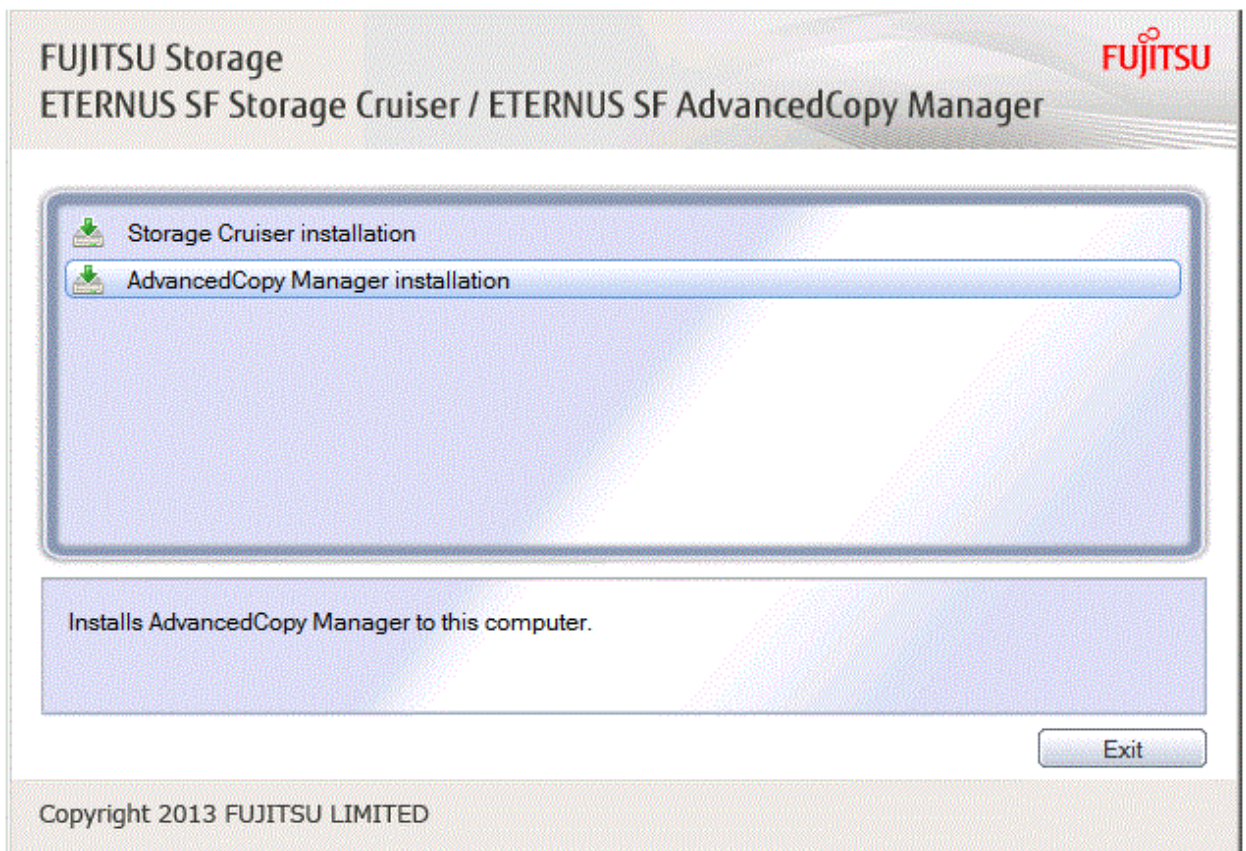 FUJITSU Storage
FUJITSU
ETERNUS SF Storage Cruiser / ETERNUS SF AdvancedCopy Manager
Storage Cruiser installation
AdvancedCopy Manager installation
Installs AdvancedCopy Manager to this computer.
Exit
Copyright 2013 FUJITSU LIMITED